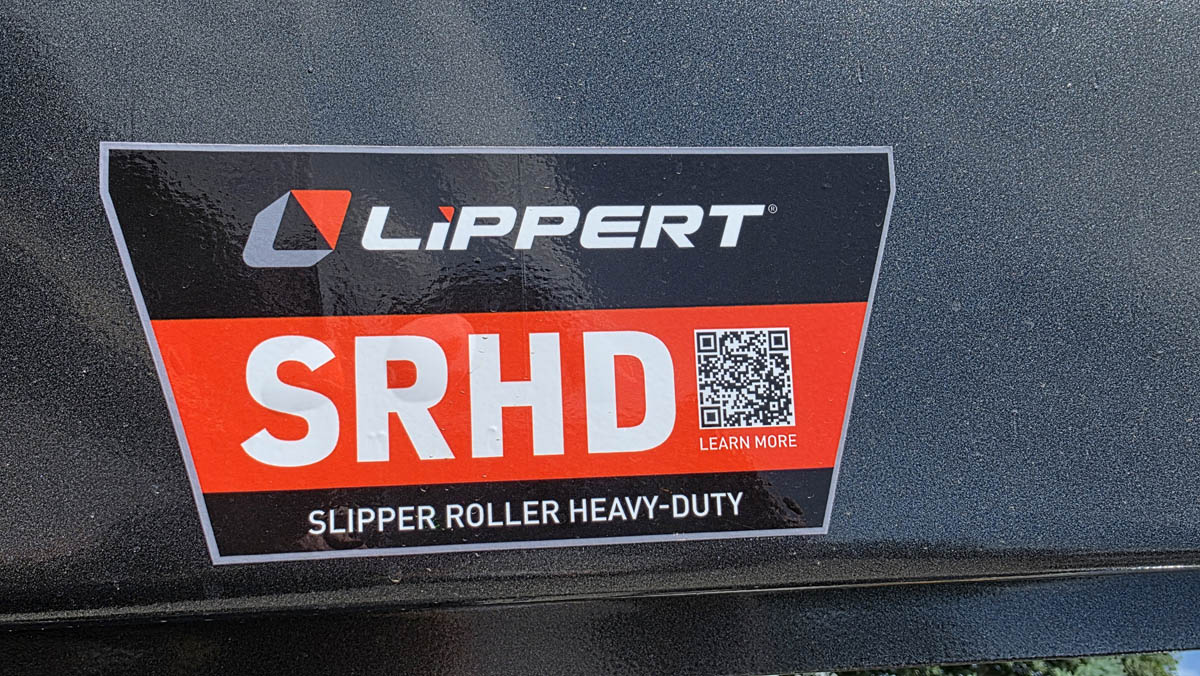 LiPPERT®
SRHD
LEARN MORE
SLIPPER ROLLER HEAVY-DUTY